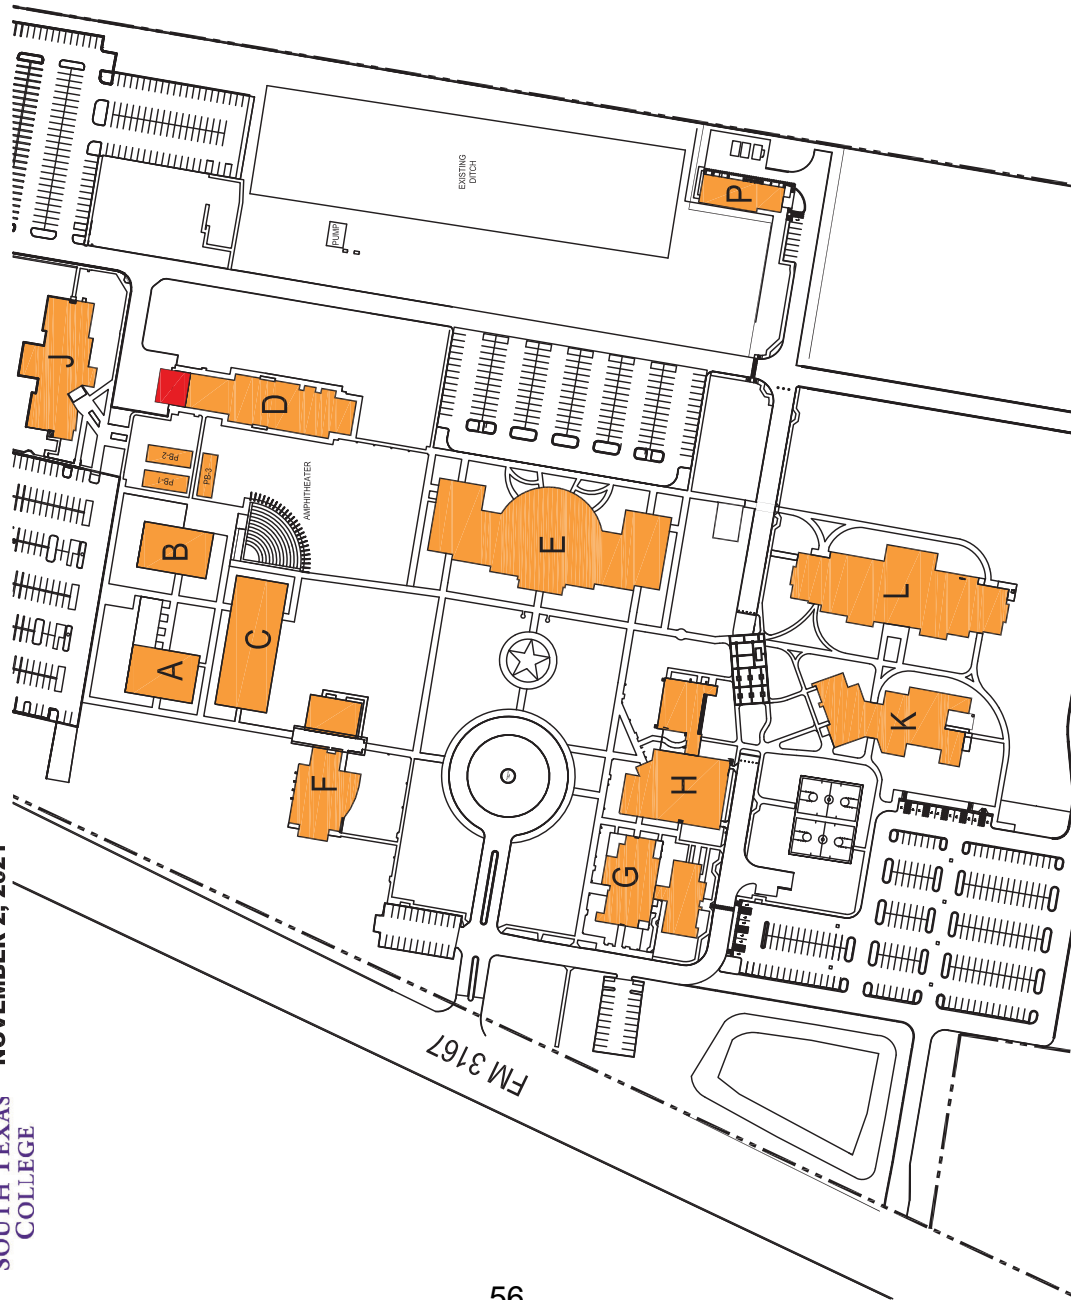 EXISTING
DITCH
PUMP
P
J
D
PB-2
PB-1
PB-3
AMPHITHEATER
B
E
C
A
L
F
H
K
G
FM 3167
SOUTH TEXAS
COLLEGE
NOVEMBER 2, 2021
56